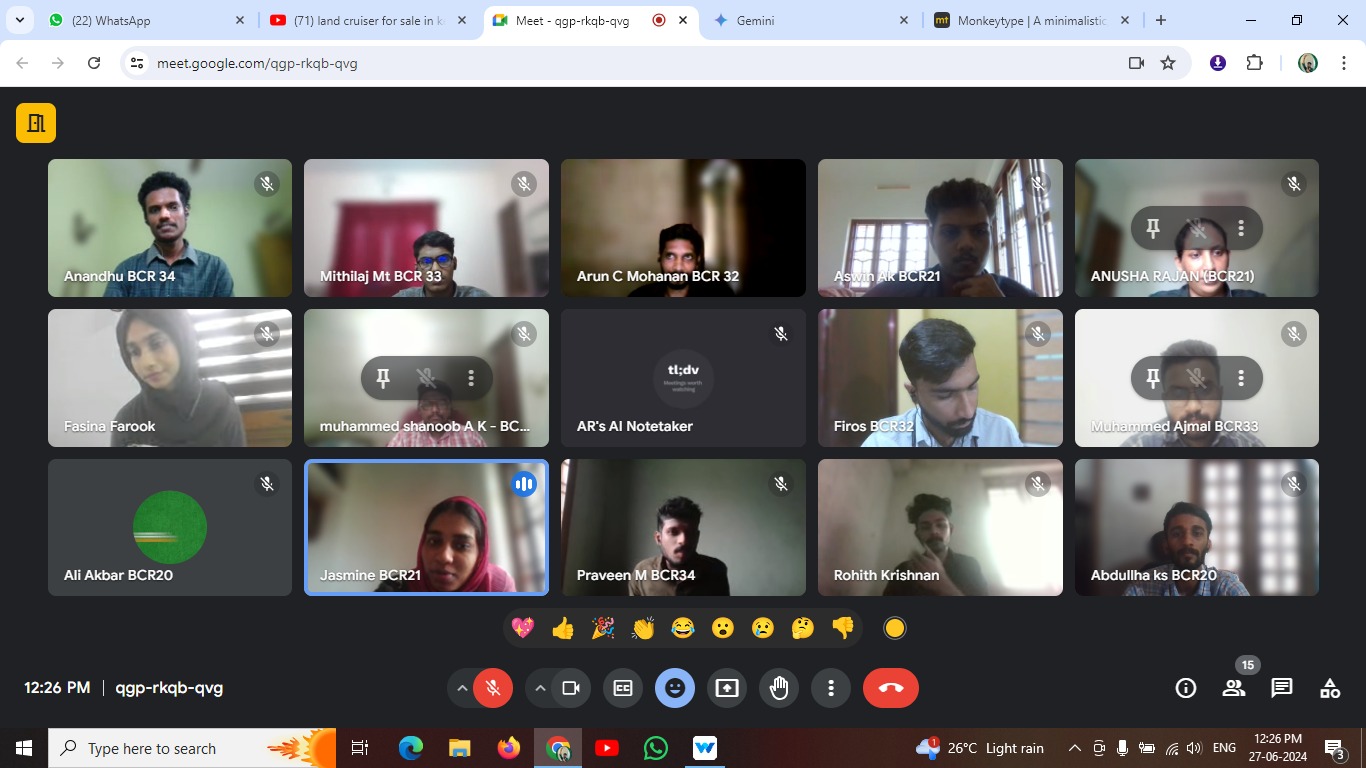 (22) WhatsApp
(71) land cruiser for sale in k
Meet - qgp-rkqb-qvg
Gemini
mt
Monkeytype | A minimalistic
meet.google.com/qgp-rkqb-qvg
Anandhu BCR 34
Mithilaj Mt BCR 33
Arun C Mohanan BCR 32
Aswin Ak BCR21
ANUSHA RAJAN (BCR21)
Fasina Farook
muhammed shanoob A K - BC...
tl;dv
Meetings worth
watching
AR's AI Notetaker
Firos BCR32
Muhammed Ajmal BCR33
Ali Akbar BCR20
Jasmine BCR21
Praveen M BCR34
Rohith Krishnan
Abdullha ks BCR20
12:26 PM | qgp-rkqb-qvg
CC
15
Type here to search
W
1
26°C Light rain
ENG
12:26 PM
27-06-2024
3